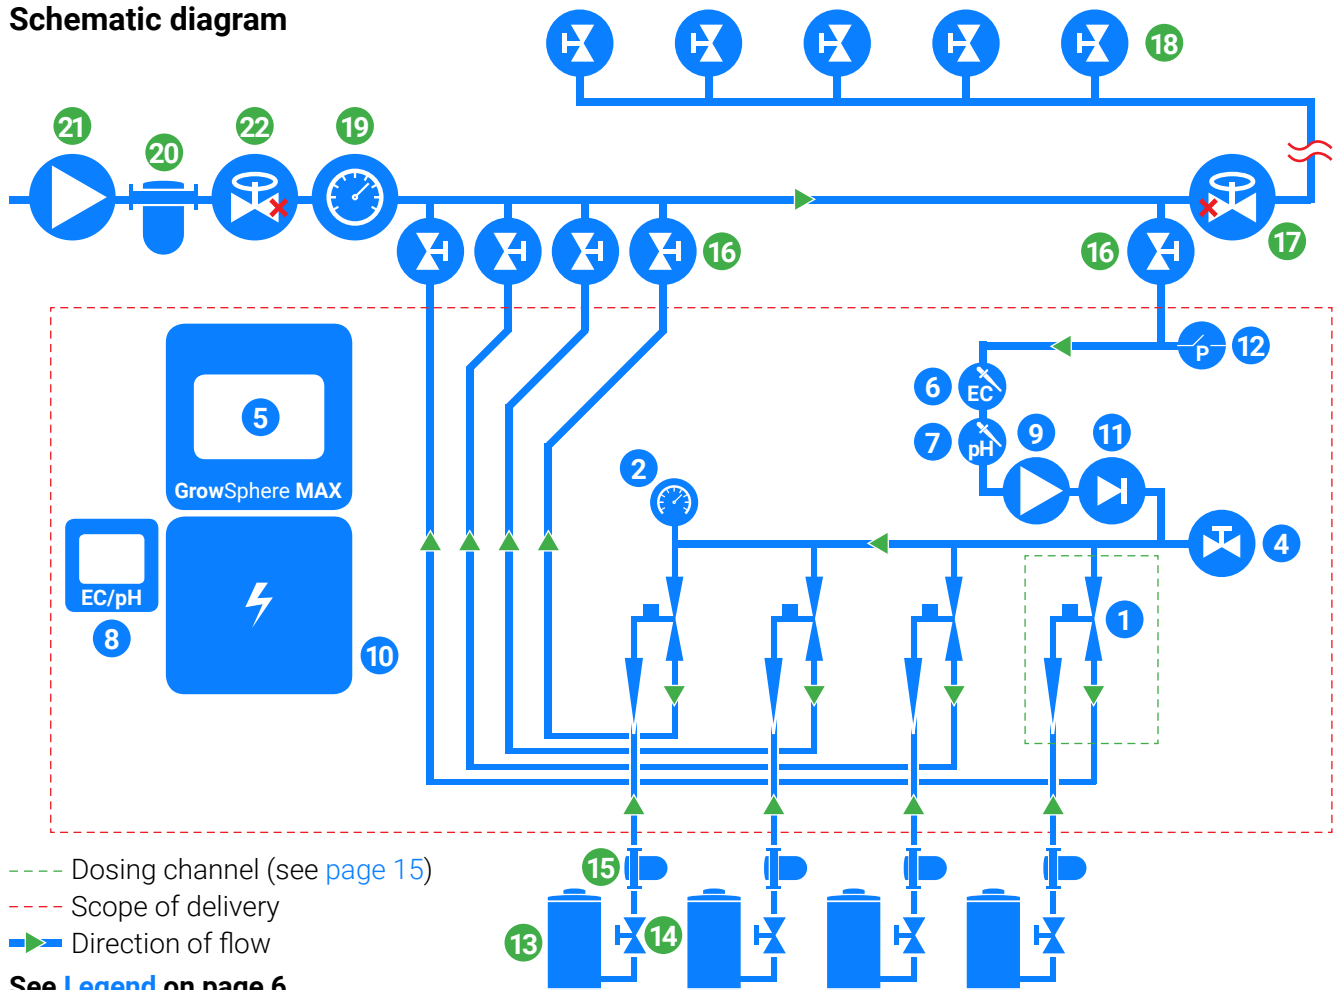 Schematic diagram
18
21
20
22
19
16
16
17
12
P
6
EC
7
pH
9
11
5
GrowSphere MAX
2
4
EC/pH
8
10
1
15
13
14
Dosing channel (see page 15)
Scope of delivery
Direction of flow
See Legend on page 6